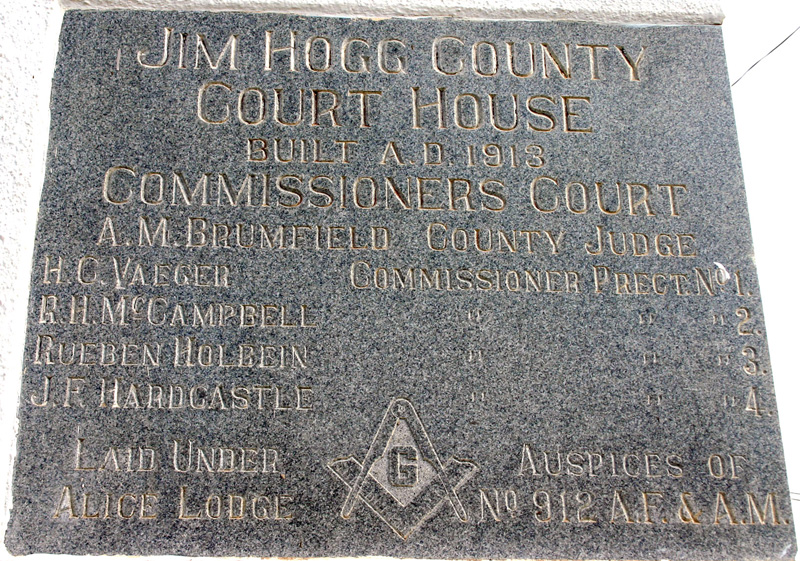 JIM HOGG COUNTY
COURT HOUSE
BUILT A.D. 1913
COMMISSIONERS COURT
A. M. BRUMFIELD COUNTY JUDGE
H. C. YAEGER COMMISSIONER PRECT. No 1.
R. H. McCAMPBELL " " " 2.
RUEBEN HOLBEIN " " " 3.
J. F. HARDCASTLE " " " 4.
G
LAID UNDER AUSPICES OF
ALICE LODGE No 912 A.F. & A.M.